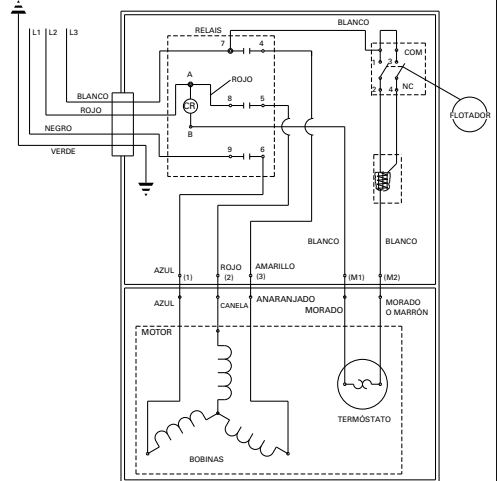 BLANCO
RELAIS
L1 L2 L3
7 4
1 3 COM
A
ROJO
BLANCO
CR
8 5
2 4 NC
ROJO
FLOTADOR
NEGRO
B
VERDE
9 6
BLANCO
BLANCO
AZUL
ROJO
AMARILLO
(1)
(2)
(3)
(M1)
(M2)
AZUL
CANELA
ANARANJADO
MORADO
MORADO
O MARRÓN
MOTOR
TERMÓSTATO
BOBINAS